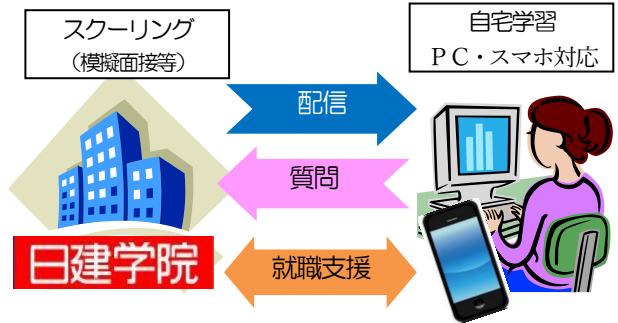 スクーリング
（模擬面接等）
自宅学習
ＰＣ・スマホ対応
配信
質問
就職支援
日建学院